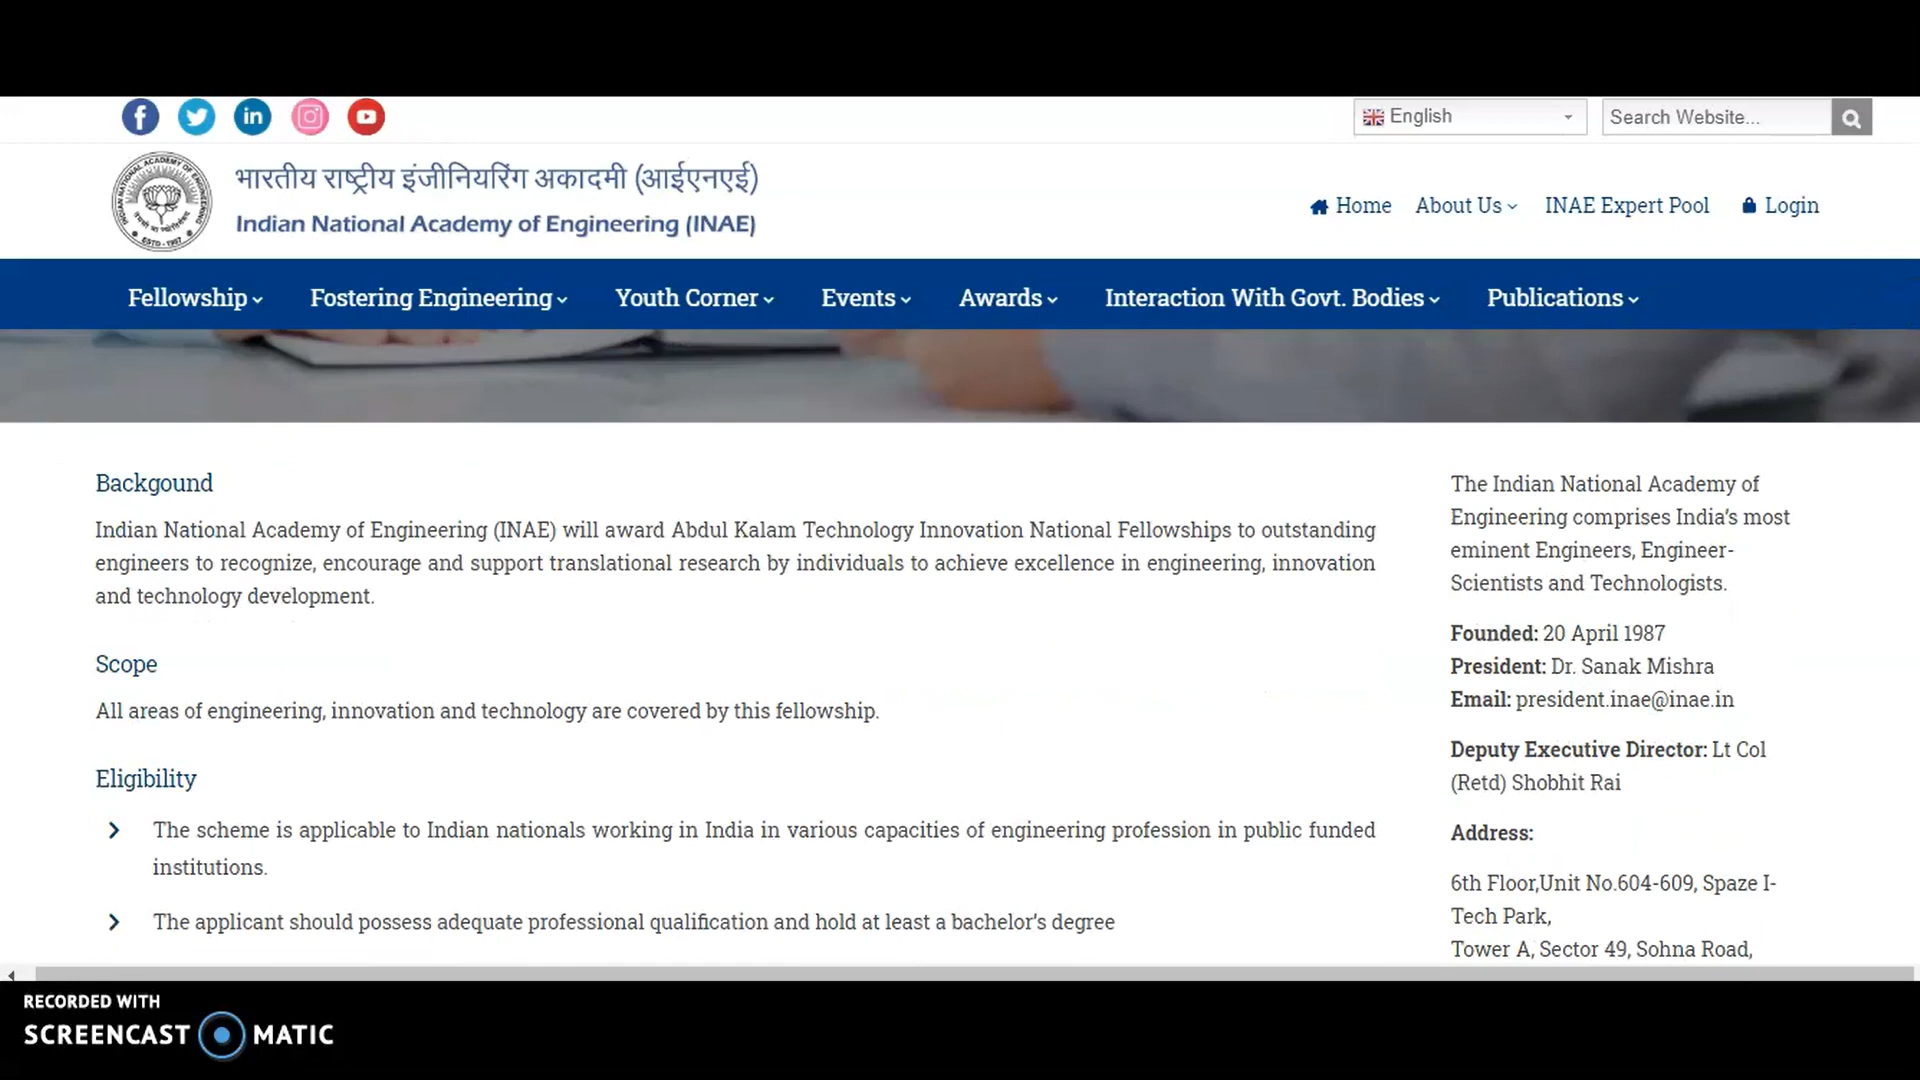 English
Search Website...
भारतीय राष्ट्रीय इंजीनियरिंग अकादमी (आईएनएई)
Indian National Academy of Engineering (INAE)
Home About Us INAE Expert Pool Login
Fellowship Fostering Engineering Youth Corner Events Awards Interaction With Govt. Bodies Publications
Backgound
Indian National Academy of Engineering (INAE) will award Abdul Kalam Technology Innovation National Fellowships to outstanding
engineers to recognize, encourage and support translational research by individuals to achieve excellence in engineering, innovation
and technology development.
Scope
All areas of engineering, innovation and technology are covered by this fellowship.
Eligibility
The scheme is applicable to Indian nationals working in India in various capacities of engineering profession in public funded
institutions.
The applicant should possess adequate professional qualification and hold at least a bachelor's degree
The Indian National Academy of
Engineering comprises India's most
eminent Engineers, Engineer-
Scientists and Technologists.
Founded: 20 April 1987
President: Dr. Sanak Mishra
Email: president.inae@inae.in
Deputy Executive Director: Lt Col
(Retd) Shobhit Rai
Address:
6th Floor,Unit No.604-609, Spaze I-
Tech Park,
Tower A, Sector 49, Sohna Road,
RECORDED WITH
SCREENCAST MATIC